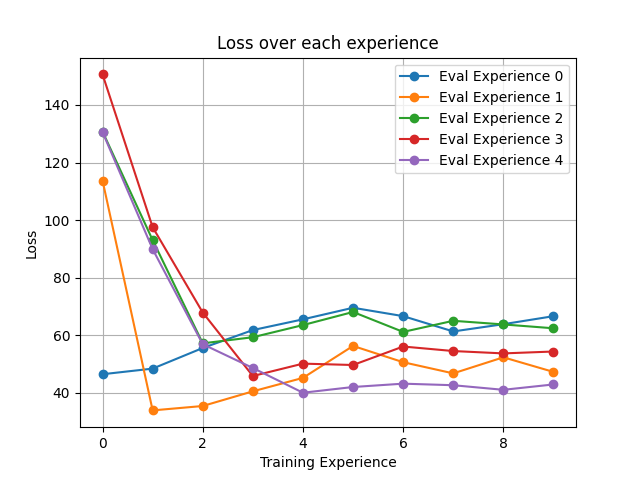 Loss over each experience
Eval Experience 0
Eval Experience 1
Eval Experience 2
Eval Experience 3
Eval Experience 4
140
120
100
80
60
40
Loss
0 2 4 6 8
Training Experience